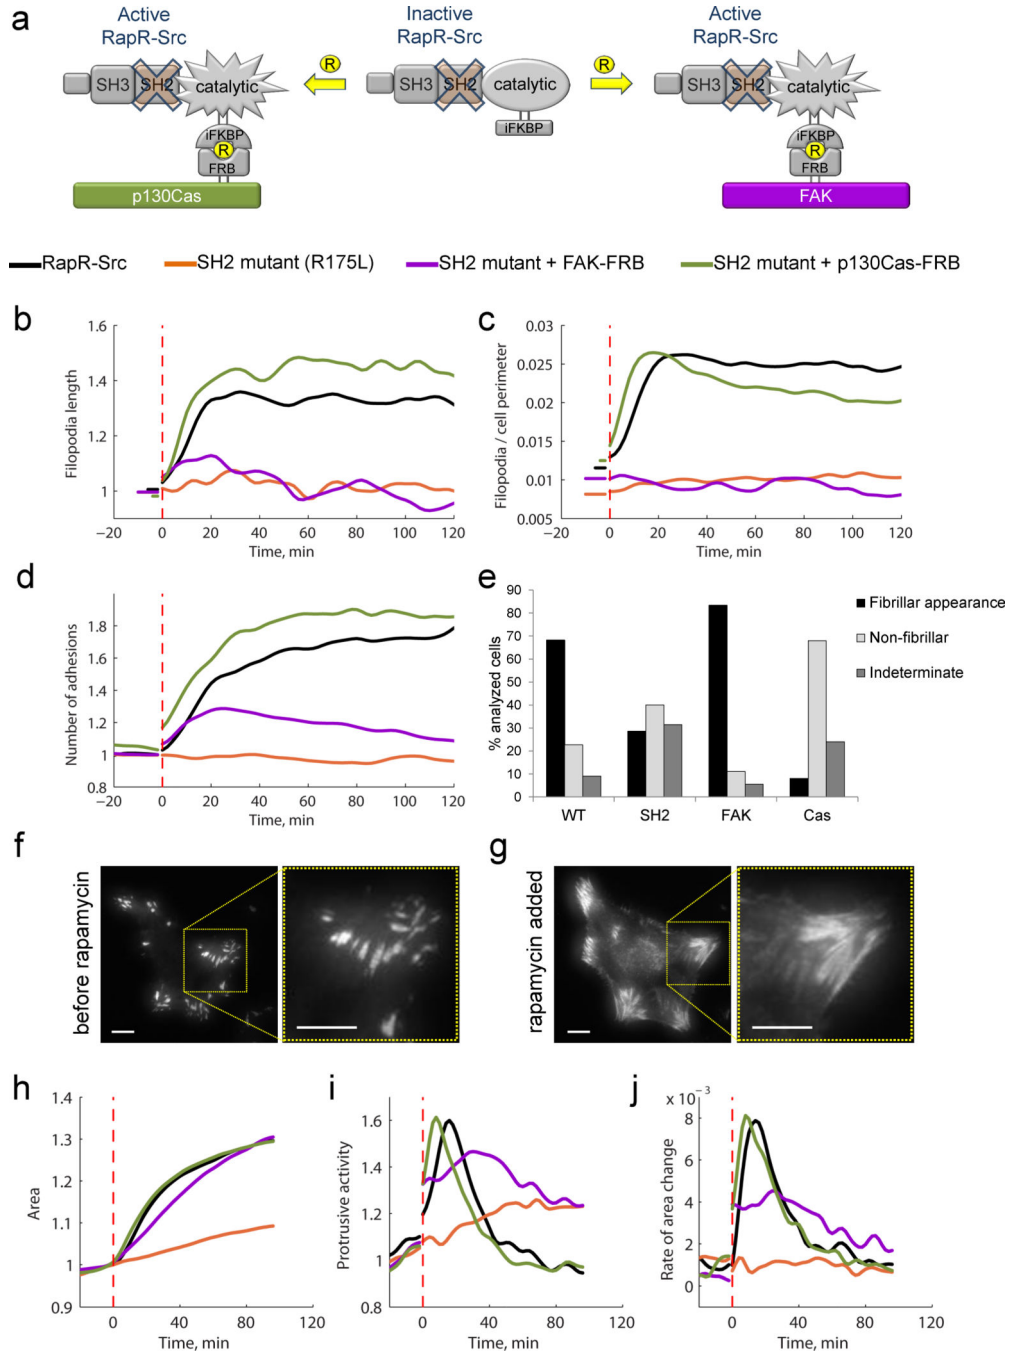 a
Active
RapR-Src
Inactive
RapR-Src
Active
RapR-Src
SH3
SH2
catalytic
iFKBP
R
FRB
p130Cas
R
SH3
SH2
catalytic
iFKBP
R
SH3
SH2
catalytic
iFKBP
R
FRB
FAK
RapR-Src
SH2 mutant (R175L)
SH2 mutant + FAK-FRB
SH2 mutant + p130Cas-FRB
b
Filopodia length
1.6
1.4
1.2
1
−20
0
20
40
60
80
100
120
Time, min
c
Filopodia / cell perimeter
0.03
0.025
0.02
0.015
0.01
0.005
−20
0
20
40
60
80
100
120
Time, min
d
Number of adhesions
1.8
1.6
1.4
1.2
1
0.8
−20
0
20
40
60
80
100
120
Time, min
e
% analyzed cells
90
80
70
60
50
40
30
20
10
0
WT
SH2
FAK
Cas
Fibrillar appearance
Non-fibrillar
Indeterminate
f
before rapamycin
g
rapamycin added
h
Area
1.4
1.3
1.2
1.1
1
0.9
0
40
80
120
Time, min
i
Protrusive activity
1.6
1.4
1.2
1
0.8
0
40
80
120
Time, min
j
x 10⁻³
Rate of area change
8
6
4
2
0
0
40
80
120
Time, min